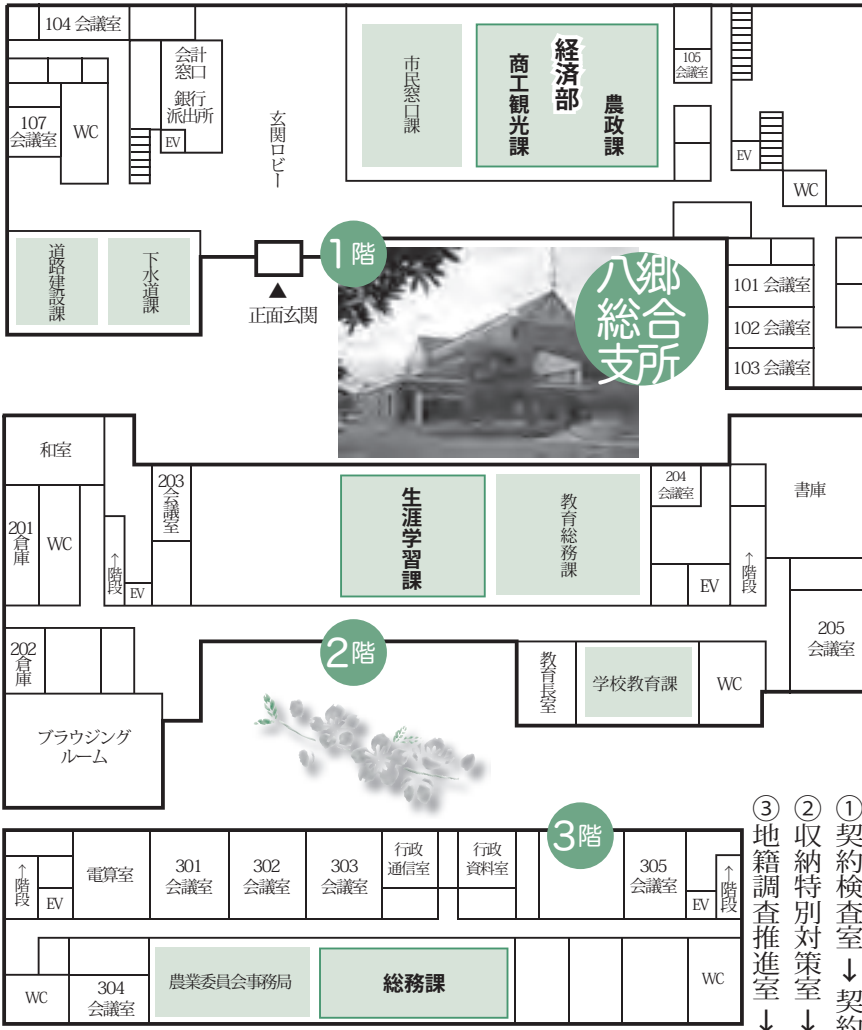 104 会議室
会計
窓口
銀行
派出所
EV
107
会議室
WC
玄関ロビー
市民窓口課
経済部
商工観光課
農政課
105
会議室
EV
WC
道路建設課
下水道課
正面玄関
1階
八郷
総合
支所
101 会議室
102 会議室
103 会議室
和室
201
倉庫
WC
↑階段
EV
203
会議室
生涯学習課
教育総務課
204
会議室
EV
↑階段
書庫
205
会議室
202
倉庫
ブラウジング
ルーム
2階
教育長室
学校教育課
WC
3階
↑階段
EV
電算室
301
会議室
302
会議室
303
会議室
行政
通信室
行政
資料室
305
会議室
EV
↑階段
WC
304
会議室
農業委員会事務局
総務課
WC
①契約検査室→契約
②収納特別対策室→
③地籍調査推進室→